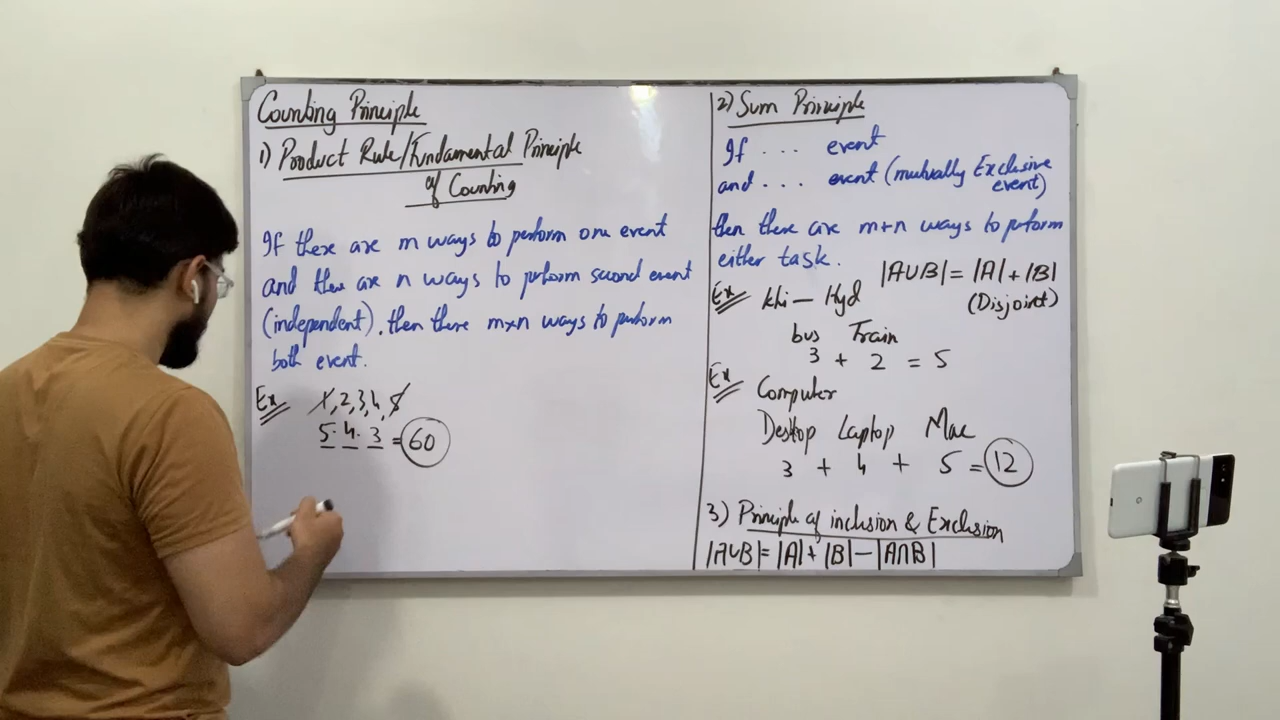 Counting Principle
1) Product Rule/Fundamental Principle
of Counting
If there are m ways to perform one event
and there are n ways to perform second event
(independent), then there m×n ways to perform
both event.
Ex 1,2,3,4,5
5·4·3=60
2) Sum Principle
If ... event
and ... event (mutually Exclusive
event)
then there are m+n ways to perform
either task.
|A∪B|=|A|+|B|
(Disjoint)
Ex Khi — Hyd
bus Train
3 + 2 = 5
Ex Computer
Desktop Laptop Mac
3 + 4 + 5 = 12
3) Principle of inclusion & Exclusion
|A∪B|=|A|+|B|−|A∩B|